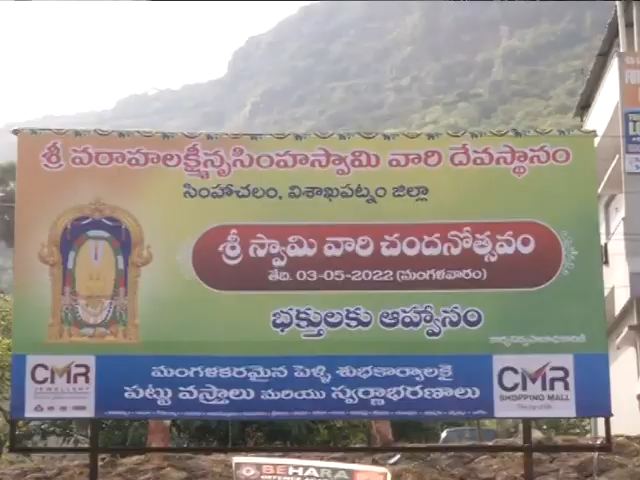 శ్రీ వరాహలక్ష్మీనృసింహస్వామి వారి దేవస్థానం
సింహాచలం, విశాఖపట్నం జిల్లా
శ్రీ స్వామి వారి చందనోత్సవం
తేది. 03-05-2022 (మంగళవారం)
భక్తులకు ఆహ్వానం
మంగళకరమైన పెళ్ళి శుభకార్యాలకై
పట్టు వస్త్రాలు మరియు స్వర్ణాభరణాలు
CMR
JEWELLERY
CMR
SHOPPING MALL
BEHARA